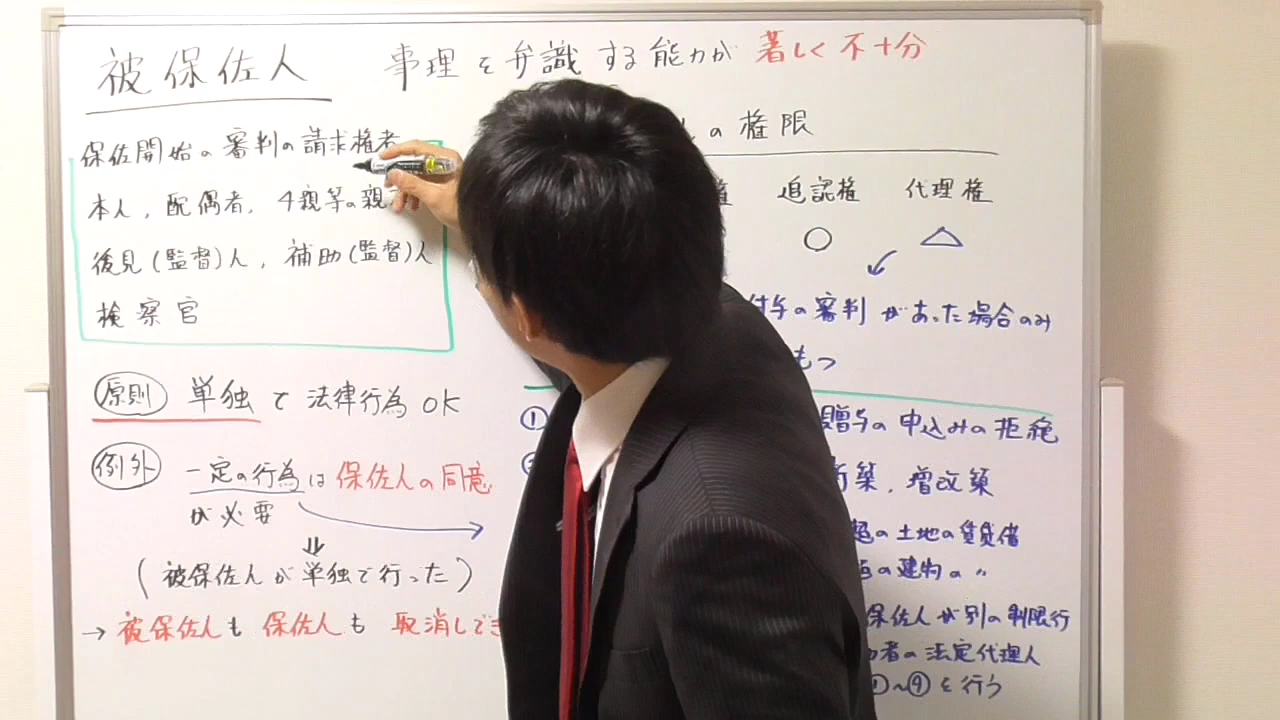 被保佐人 事理を弁識する能力が著しく不十分
保佐開始の審判の請求権者
本人, 配偶者, 4親等の親
後見(監督)人, 補助(監督)人
検察官
原則 単独で法律行為OK
例外 一定の行為は保佐人の同意
が必要
⇓
(被保佐人が単独で行った)
→ 被保佐人も 保佐人も 取消しでき
の権限
権 追認権 代理権
○ △
付与の審判があった場合のみ
もつ
① 贈与の申込みの拒絶
新築, 増改築
超の土地の賃貸借
の建物の 〃
保佐人が別の制限行
力者の法定代理人
①~⑨を行う